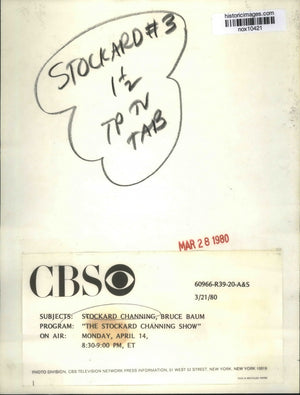 historicimages.com
nox10421
STOCKARD #3
1 1/2
TP TV
TAB
MAR 28 1980
CBS
60966-R39-20-A&S
3/21/80
SUBJECTS: STOCKARD CHANNING, BRUCE BAUM
PROGRAM: "THE STOCKARD CHANNING SHOW"
ON AIR: MONDAY, APRIL 14,
8:30-9:00 PM, ET
PHOTO DIVISION, CBS TELEVISION NETWORK PRESS INFORMATION, 51 WEST 52 STREET, NEW YORK, NEW YORK 10019